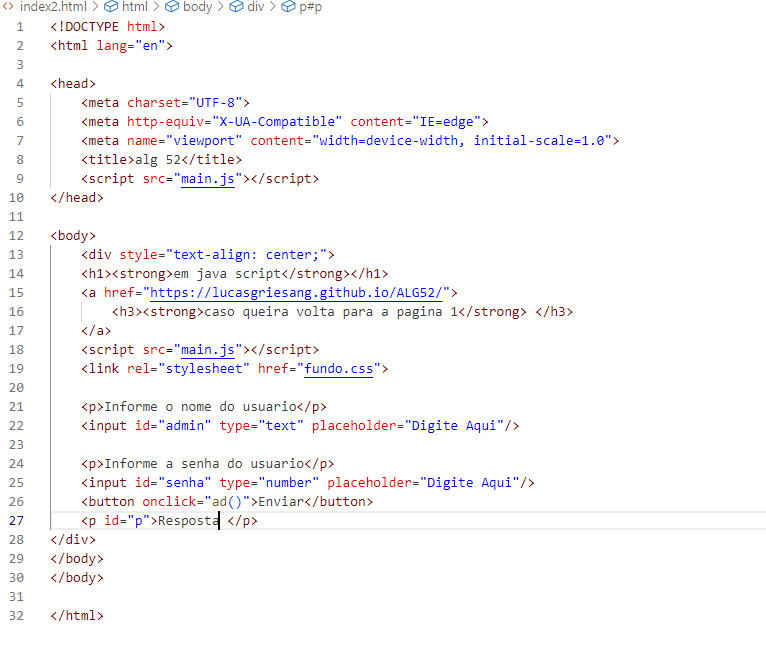 index2.html > html > body > div > p#p
1 <!DOCTYPE html>
2 <html lang="en">
3
4 <head>
5 <meta charset="UTF-8">
6 <meta http-equiv="X-UA-Compatible" content="IE=edge">
7 <meta name="viewport" content="width=device-width, initial-scale=1.0">
8 <title>alg 52</title>
9 <script src="main.js"></script>
10 </head>
11
12 <body>
13 <div style="text-align: center;">
14 <h1><strong>em java script</strong></h1>
15 <a href="https://lucasgriesang.github.io/ALG52/">
16 <h3><strong>caso queira volta para a pagina 1</strong> </h3>
17 </a>
18 <script src="main.js"></script>
19 <link rel="stylesheet" href="fundo.css">
20
21 <p>Informe o nome do usuario</p>
22 <input id="admin" type="text" placeholder="Digite Aqui"/>
23
24 <p>Informe a senha do usuario</p>
25 <input id="senha" type="number" placeholder="Digite Aqui"/>
26 <button onclick="ad()">Enviar</button>
27 <p id="p">Resposta </p>
28 </div>
29 </body>
30 </body>
31
32 </html>